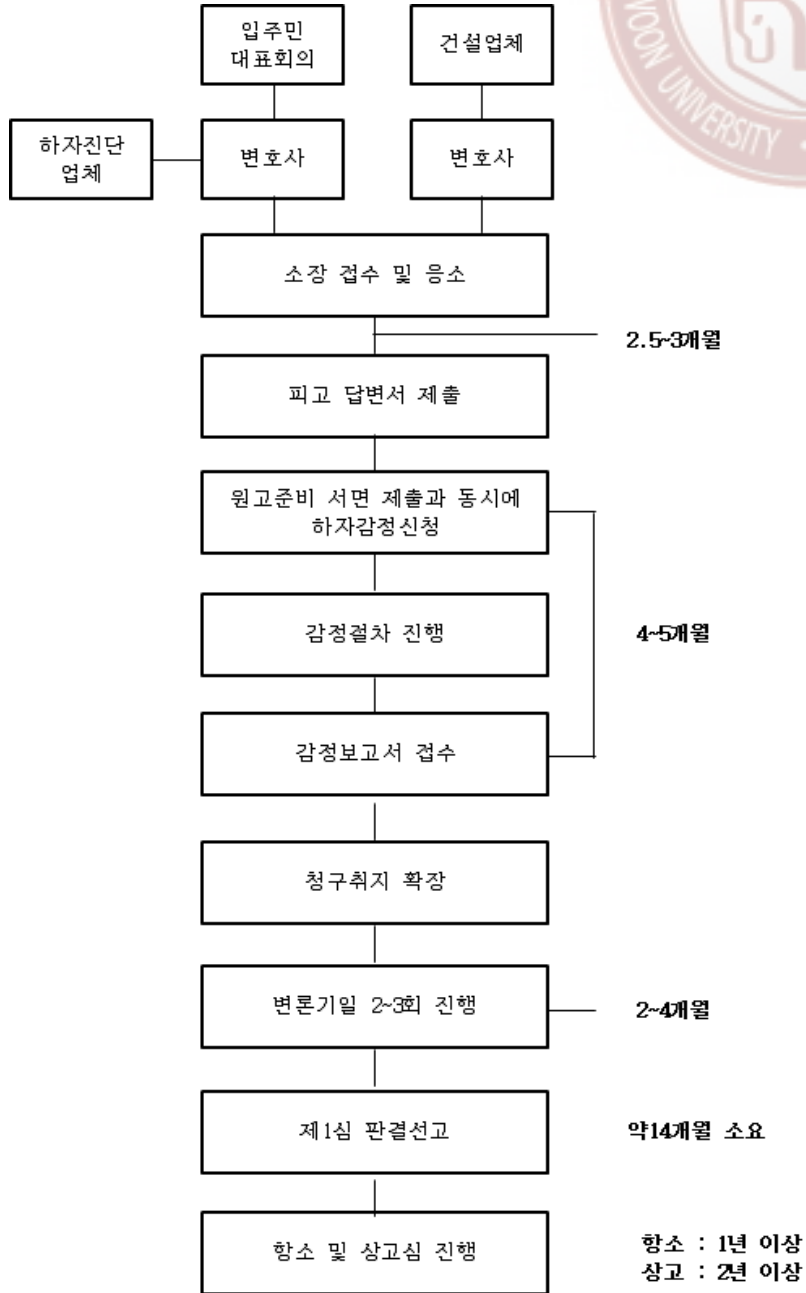 입주민
대표회의
건설업체
하자진단
업체
변호사
변호사
소장 접수 및 응소
2.5~3개월
피고 답변서 제출
원고준비 서면 제출과 동시에
하자감정신청
감정절차 진행
4~5개월
감정보고서 접수
청구취지 확장
변론기일 2~3회 진행
2~4개월
제1심 판결선고
약14개월 소요
항소 및 상고심 진행
항소 : 1년 이상
상고 : 2년 이상
WOON UNIVERSITY